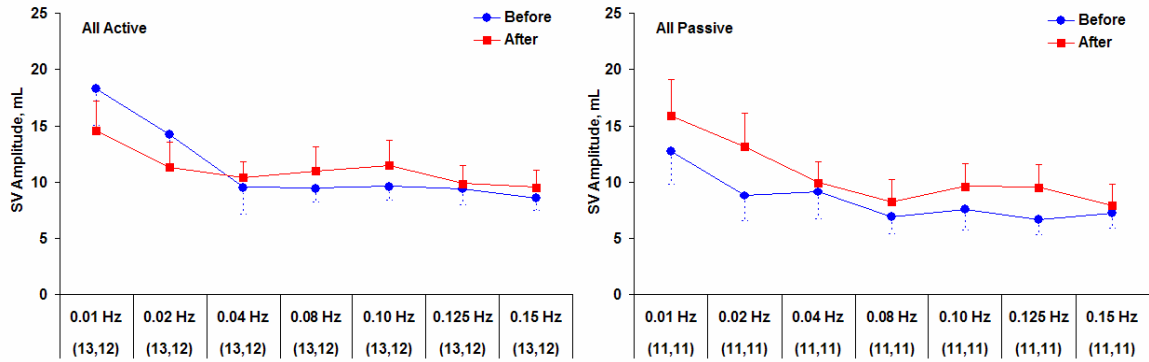 All Active
Before
After
SV Amplitude, mL
25
20
15
10
5
0
0.01 Hz 0.02 Hz 0.04 Hz 0.08 Hz 0.10 Hz 0.125 Hz 0.15 Hz
(13,12) (13,12) (13,12) (13,12) (13,12) (13,12) (13,12)
All Passive
Before
After
SV Amplitude, mL
25
20
15
10
5
0
0.01 Hz 0.02 Hz 0.04 Hz 0.08 Hz 0.10 Hz 0.125 Hz 0.15 Hz
(11,11) (11,11) (11,11) (11,11) (11,11) (11,11) (11,11)